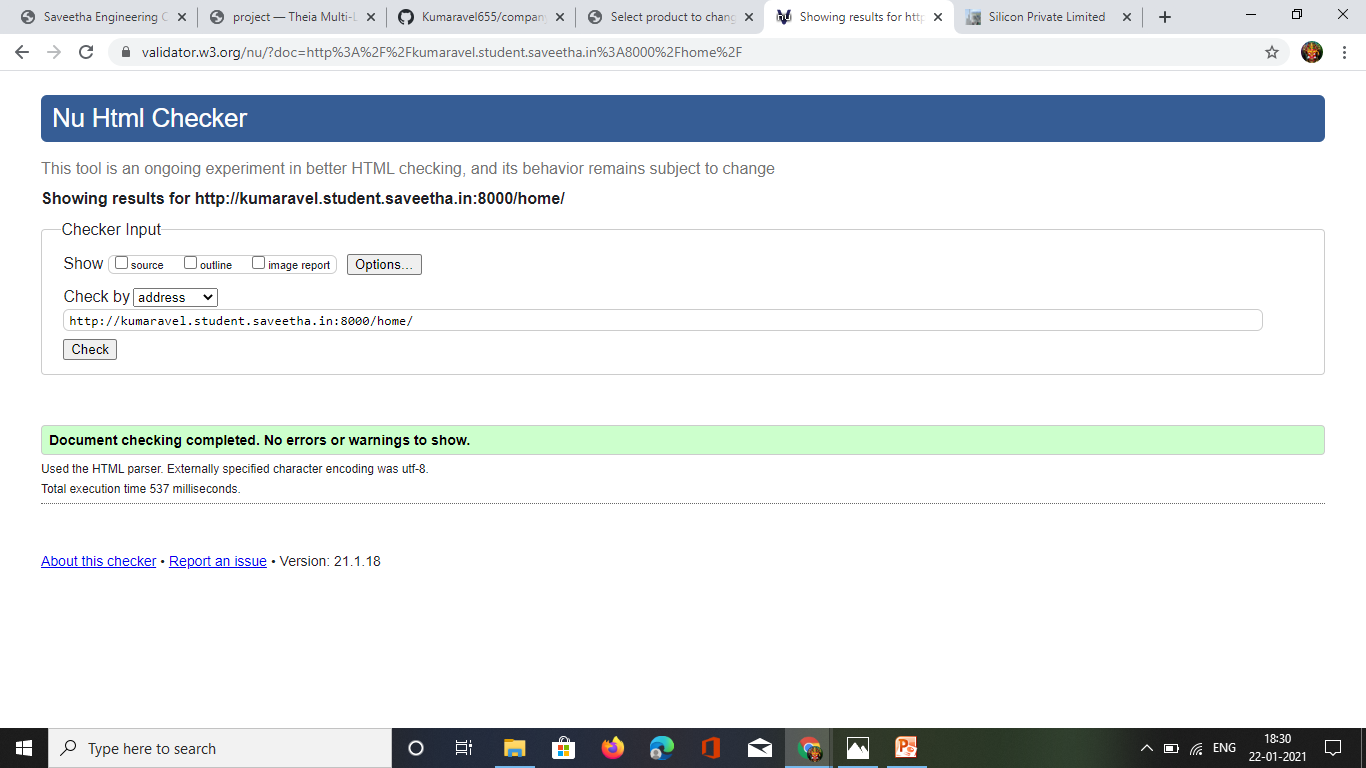 Saveetha Engineering C
project — Theia Multi-L
Kumaravel655/company
Select product to chang
Showing results for http
Silicon Private Limited
validator.w3.org/nu/?doc=http%3A%2F%2Fkumaravel.student.saveetha.in%3A8000%2Fhome%2F
Nu Html Checker
This tool is an ongoing experiment in better HTML checking, and its behavior remains subject to change
Showing results for http://kumaravel.student.saveetha.in:8000/home/
Checker Input
Show source outline image report Options...
Check by address
http://kumaravel.student.saveetha.in:8000/home/
Check
Document checking completed. No errors or warnings to show.
Used the HTML parser. Externally specified character encoding was utf-8.
Total execution time 537 milliseconds.
About this checker • Report an issue • Version: 21.1.18
Type here to search
ENG
18:30
22-01-2021